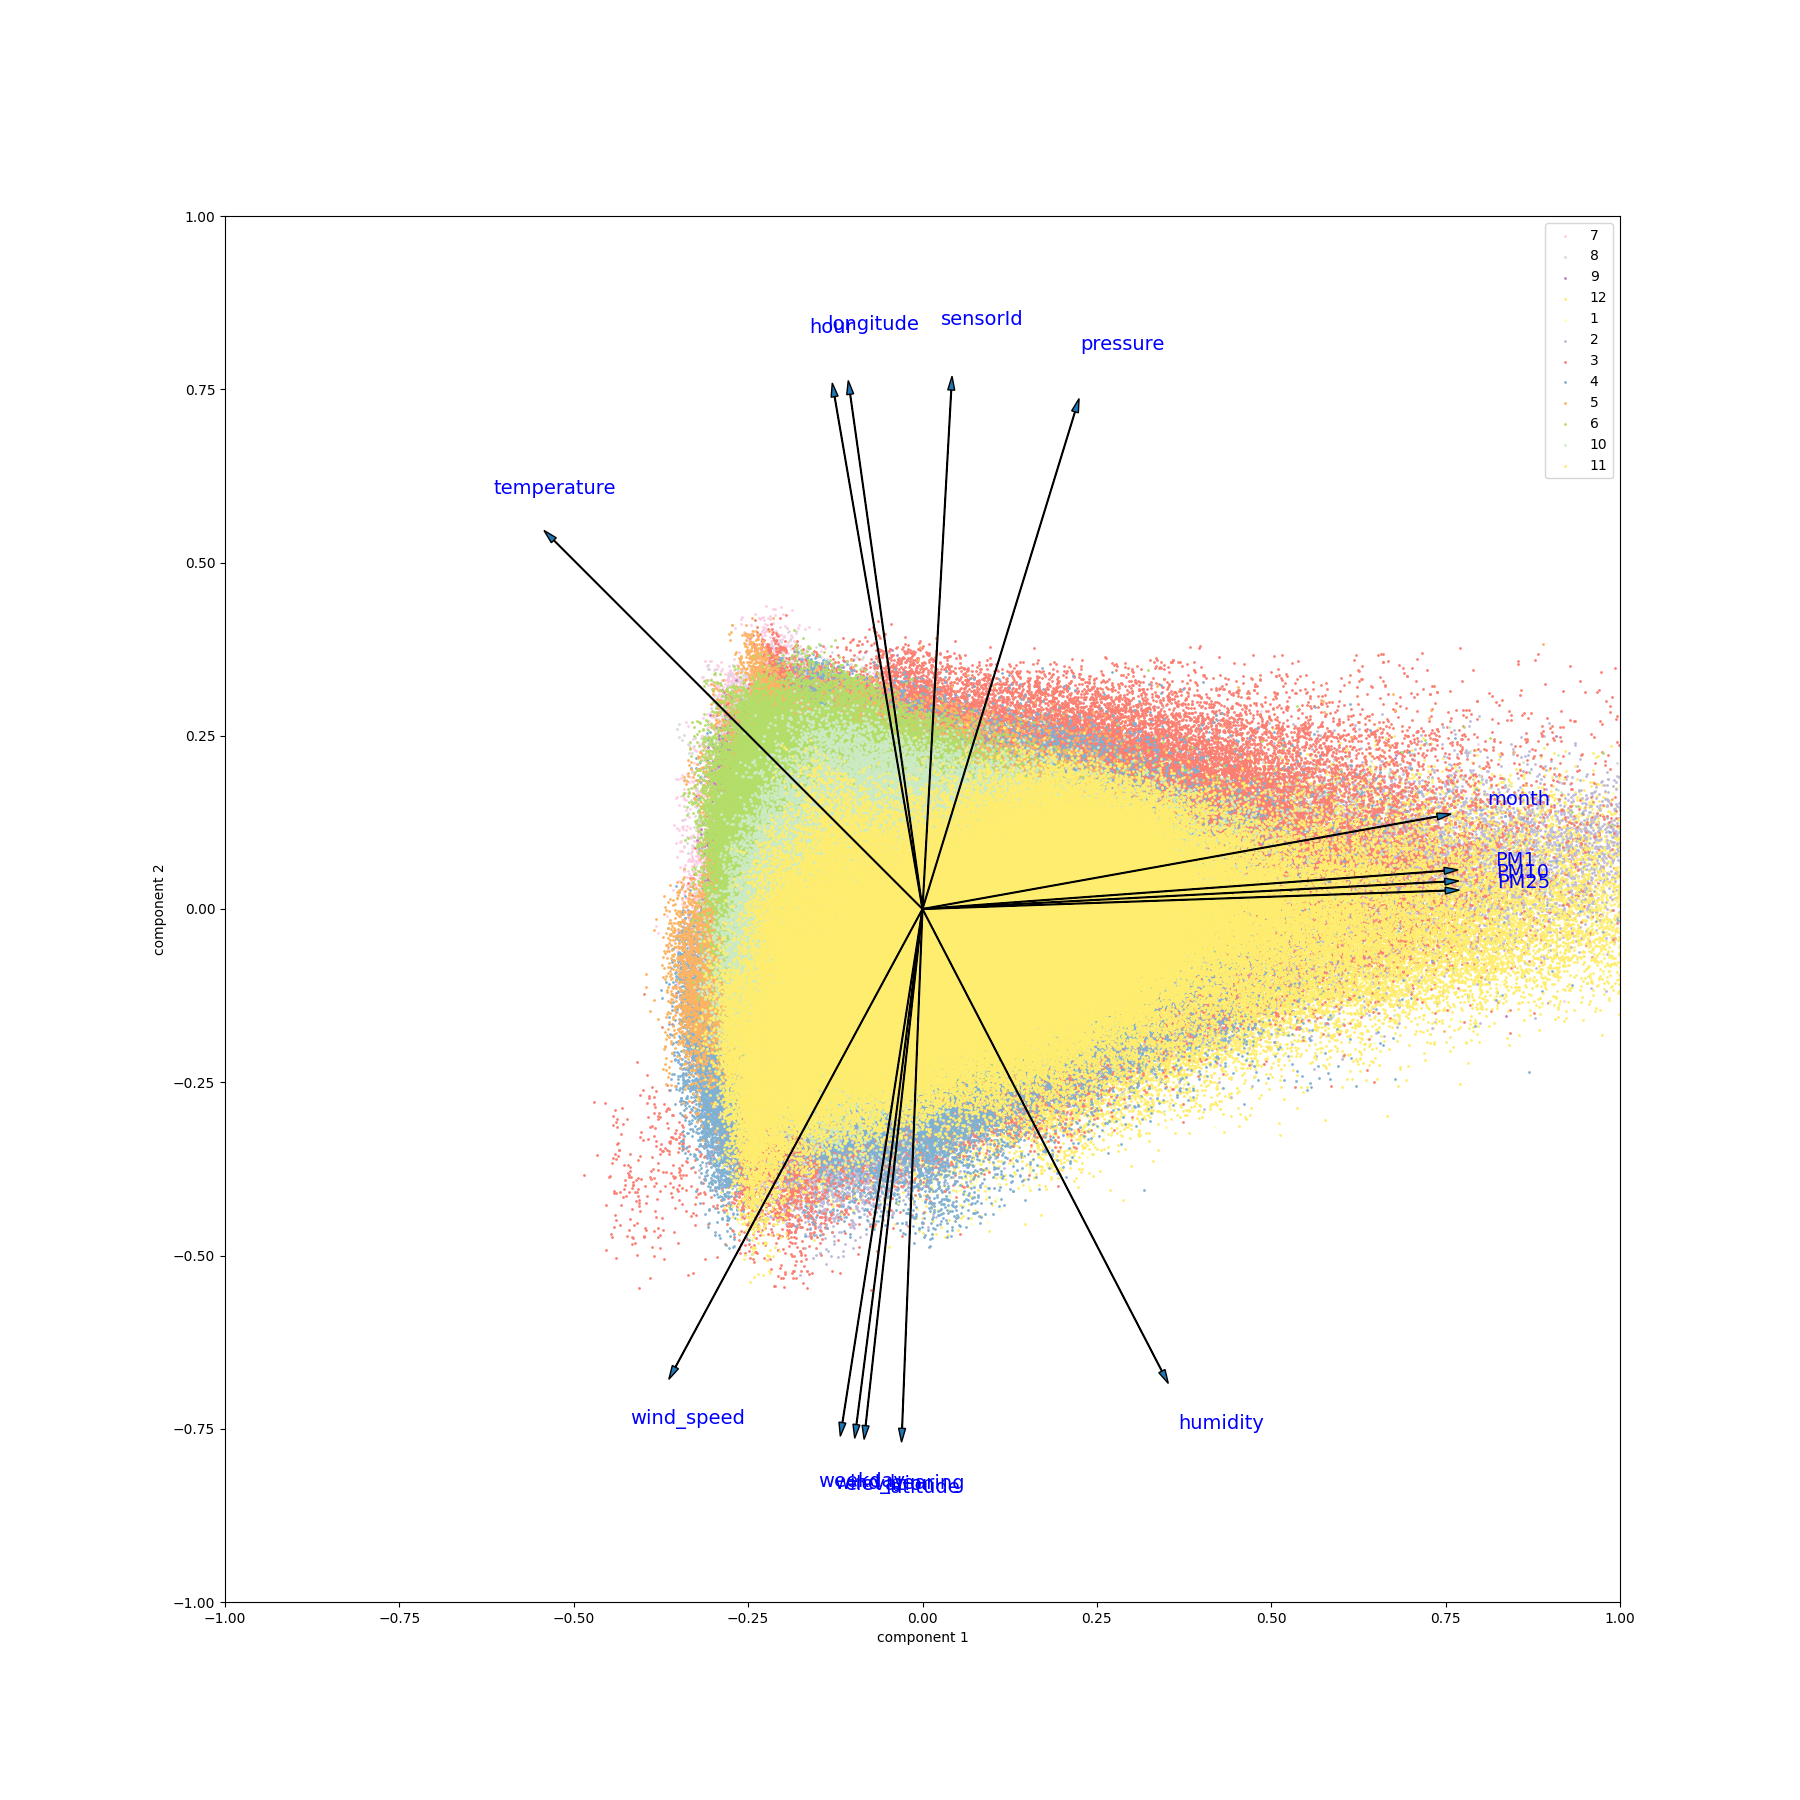 1.00
0.75
0.50
0.25
0.00
−0.25
−0.50
−0.75
−1.00
component 2
7
8
9
12
1
2
3
4
5
6
10
11
hour
longitude
sensorId
pressure
temperature
month
PM1
PM10
PM25
wind_speed
humidity
weekday
latitude
−1.00 −0.75 −0.50 −0.25 0.00 0.25 0.50 0.75 1.00
component 1